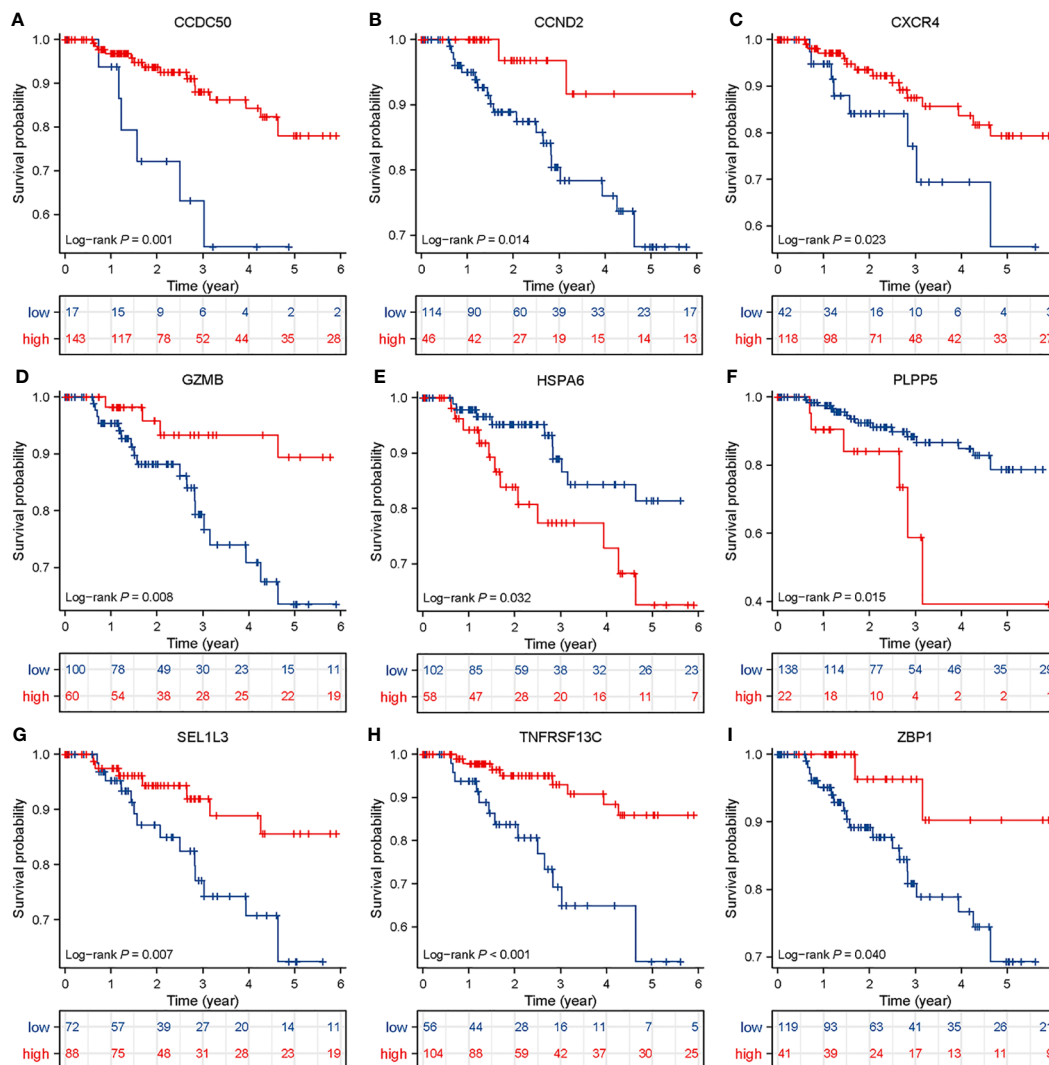 A
CCDC50
Survival probability
1.0
0.9
0.8
0.7
0.6
Log−rank P = 0.001
0 1 2 3 4 5 6
Time (year)
low 17 15 9 6 4 2 2
high 143 117 78 52 44 35 28
B
CCND2
Survival probability
1.0
0.9
0.8
0.7
Log−rank P = 0.014
0 1 2 3 4 5 6
Time (year)
low 114 90 60 39 33 23 17
high 46 42 27 19 15 14 13
C
CXCR4
Survival probability
1.0
0.9
0.8
0.7
0.6
Log−rank P = 0.023
0 1 2 3 4 5
Time (year)
low 42 34 16 10 6 4
high 118 98 71 48 42 33 27
D
GZMB
Survival probability
1.0
0.9
0.8
0.7
Log−rank P = 0.008
0 1 2 3 4 5 6
Time (year)
low 100 78 49 30 23 15 11
high 60 54 38 28 25 22 19
E
HSPA6
Survival probability
1.0
0.9
0.8
0.7
Log−rank P = 0.032
0 1 2 3 4 5 6
Time (year)
low 102 85 59 38 32 26 23
high 58 47 28 20 16 11 7
F
PLPP5
Survival probability
1.0
0.8
0.6
0.4
Log−rank P = 0.015
0 1 2 3 4 5
Time (year)
low 138 114 77 54 46 35
high 22 18 10 4 2 2
G
SEL1L3
Survival probability
1.0
0.9
0.8
0.7
Log−rank P = 0.007
0 1 2 3 4 5 6
Time (year)
low 72 57 39 27 20 14 11
high 88 75 48 31 28 23 19
H
TNFRSF13C
Survival probability
1.0
0.9
0.8
0.7
0.6
Log−rank P < 0.001
0 1 2 3 4 5 6
Time (year)
low 56 44 28 16 11 7 5
high 104 88 59 42 37 30 25
I
ZBP1
Survival probability
1.0
0.9
0.8
0.7
Log−rank P = 0.040
0 1 2 3 4 5
Time (year)
low 119 93 63 41 35 26
high 41 39 24 17 13 11